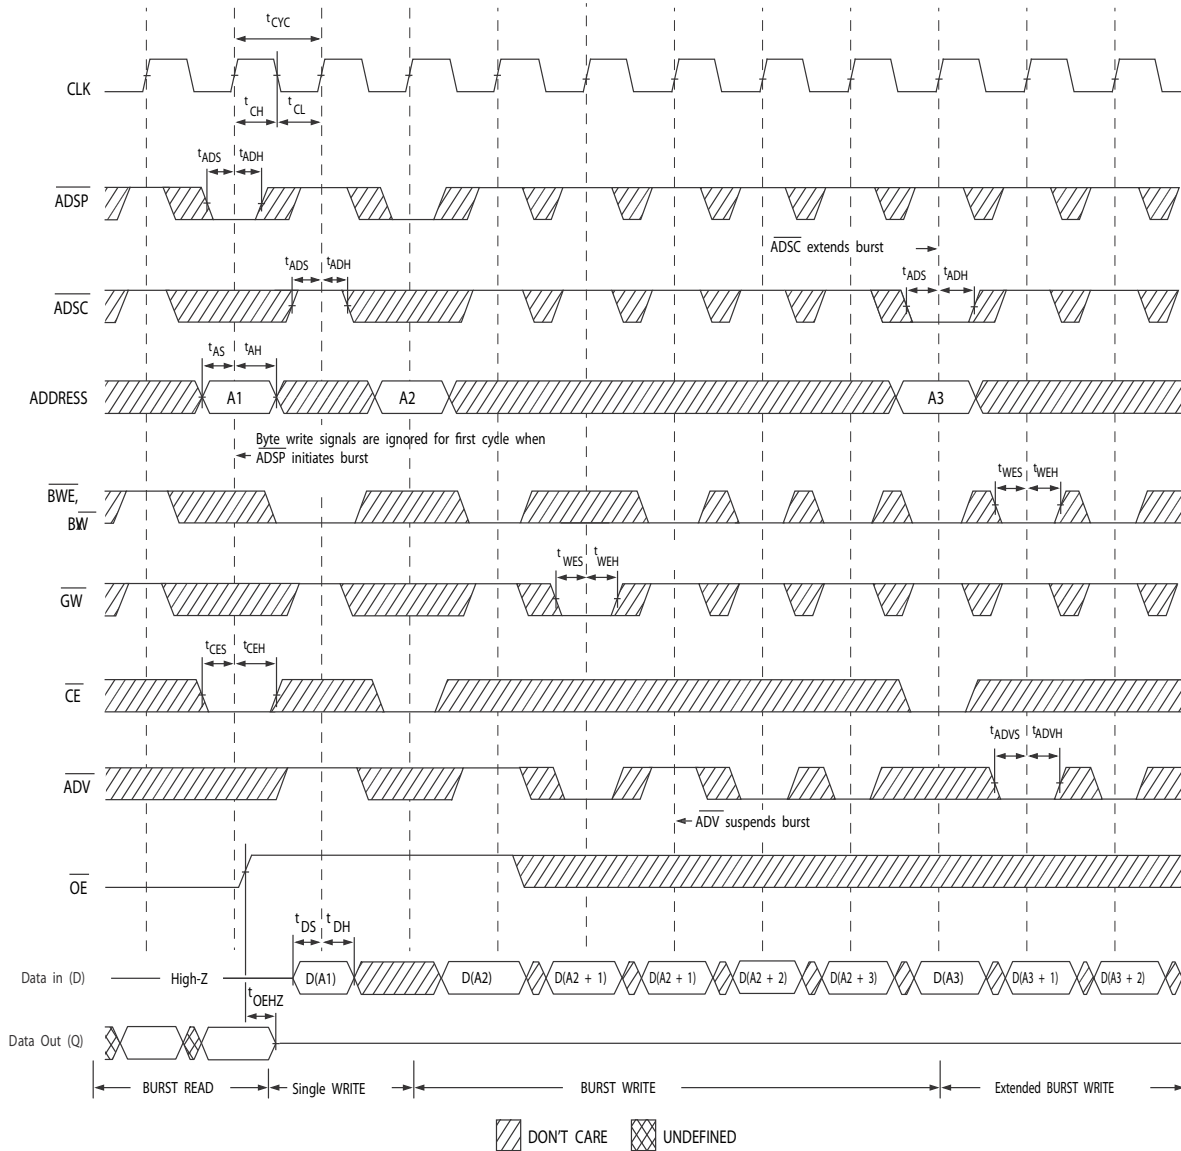 tCYC
CLK
tCH tCL
tADS tADH
ADSP
ADSC extends burst
tADS tADH
tADS tADH
ADSC
tAS tAH
ADDRESS A1 A2 A3
Byte write signals are ignored for first cycle when
ADSP initiates burst
tWES tWEH
BWE,
BWX
tWES tWEH
GW
tCES tCEH
CE
tADVS tADVH
ADV
ADV suspends burst
OE
tDS tDH
Data in (D) High-Z D(A1) D(A2) D(A2 + 1) D(A2 + 1) D(A2 + 2) D(A2 + 3) D(A3) D(A3 + 1) D(A3 + 2)
tOEHZ
Data Out (Q)
BURST READ Single WRITE BURST WRITE Extended BURST WRITE
DON'T CARE UNDEFINED